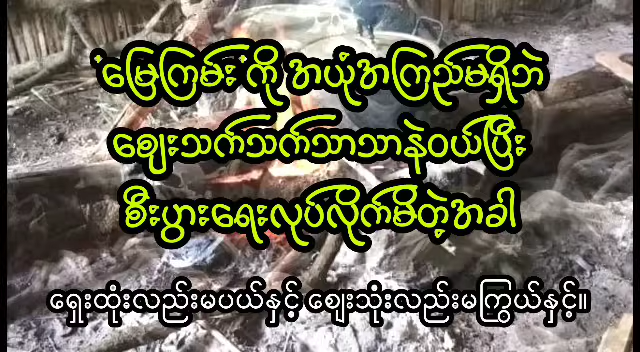 'မြေကြမ်း'ကို အယုံအကြည်မရှိဘဲ
ဈေးသက်သက်သာသာနဲ့ဝယ်ပြီး
စီးပွားရေးလုပ်လိုက်မိတဲ့အခါ
ရှေးထုံးလည်းမပယ်နှင့် ဈေးသုံးလည်းမကြွယ်နှင့်။